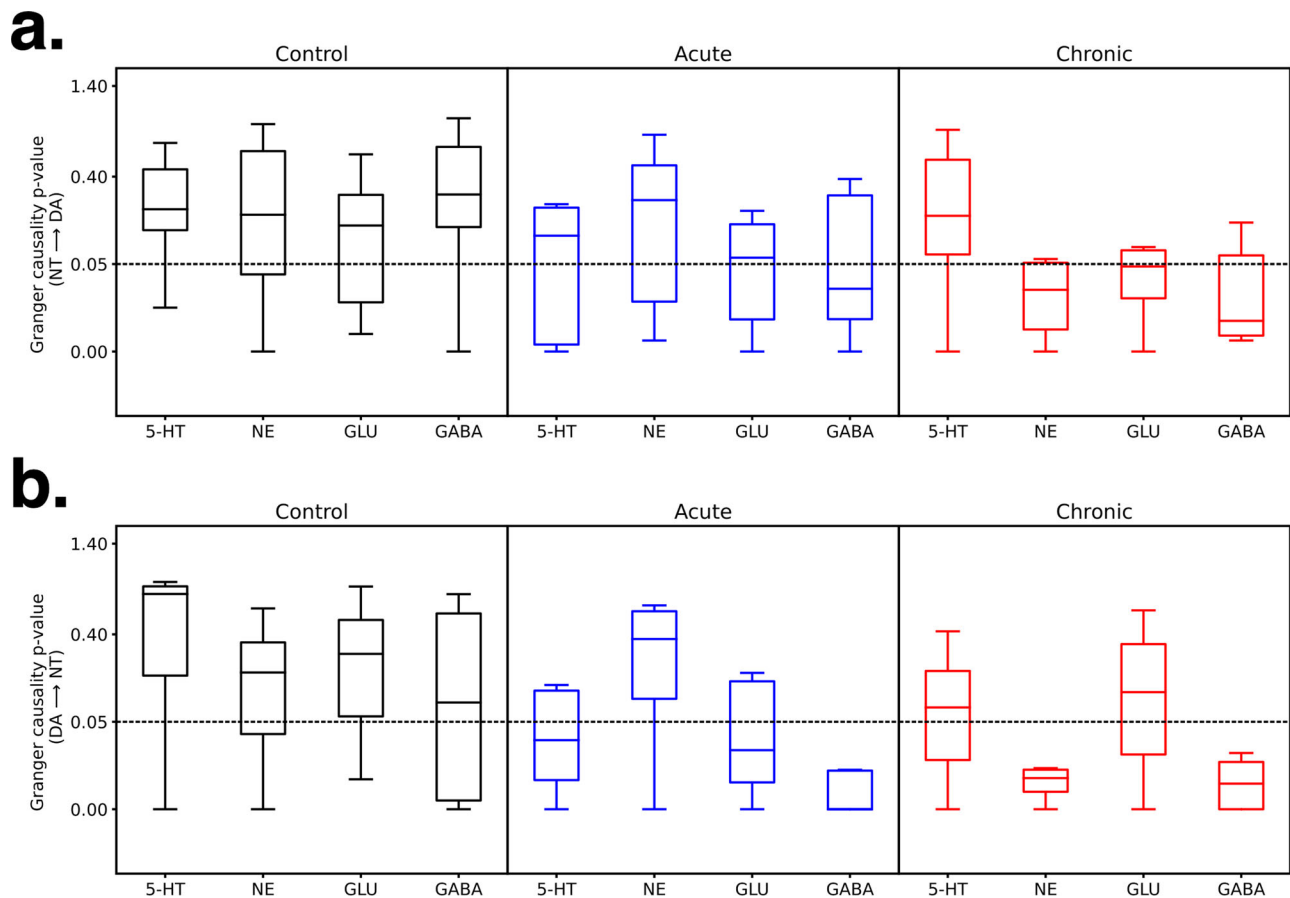 a.
Control Acute Chronic
Granger causality p-value
(NT ⟶ DA)
1.40
0.40
0.05
0.00
5-HT NE GLU GABA 5-HT NE GLU GABA 5-HT NE GLU GABA
b.
Control Acute Chronic
Granger causality p-value
(DA ⟶ NT)
1.40
0.40
0.05
0.00
5-HT NE GLU GABA 5-HT NE GLU GABA 5-HT NE GLU GABA